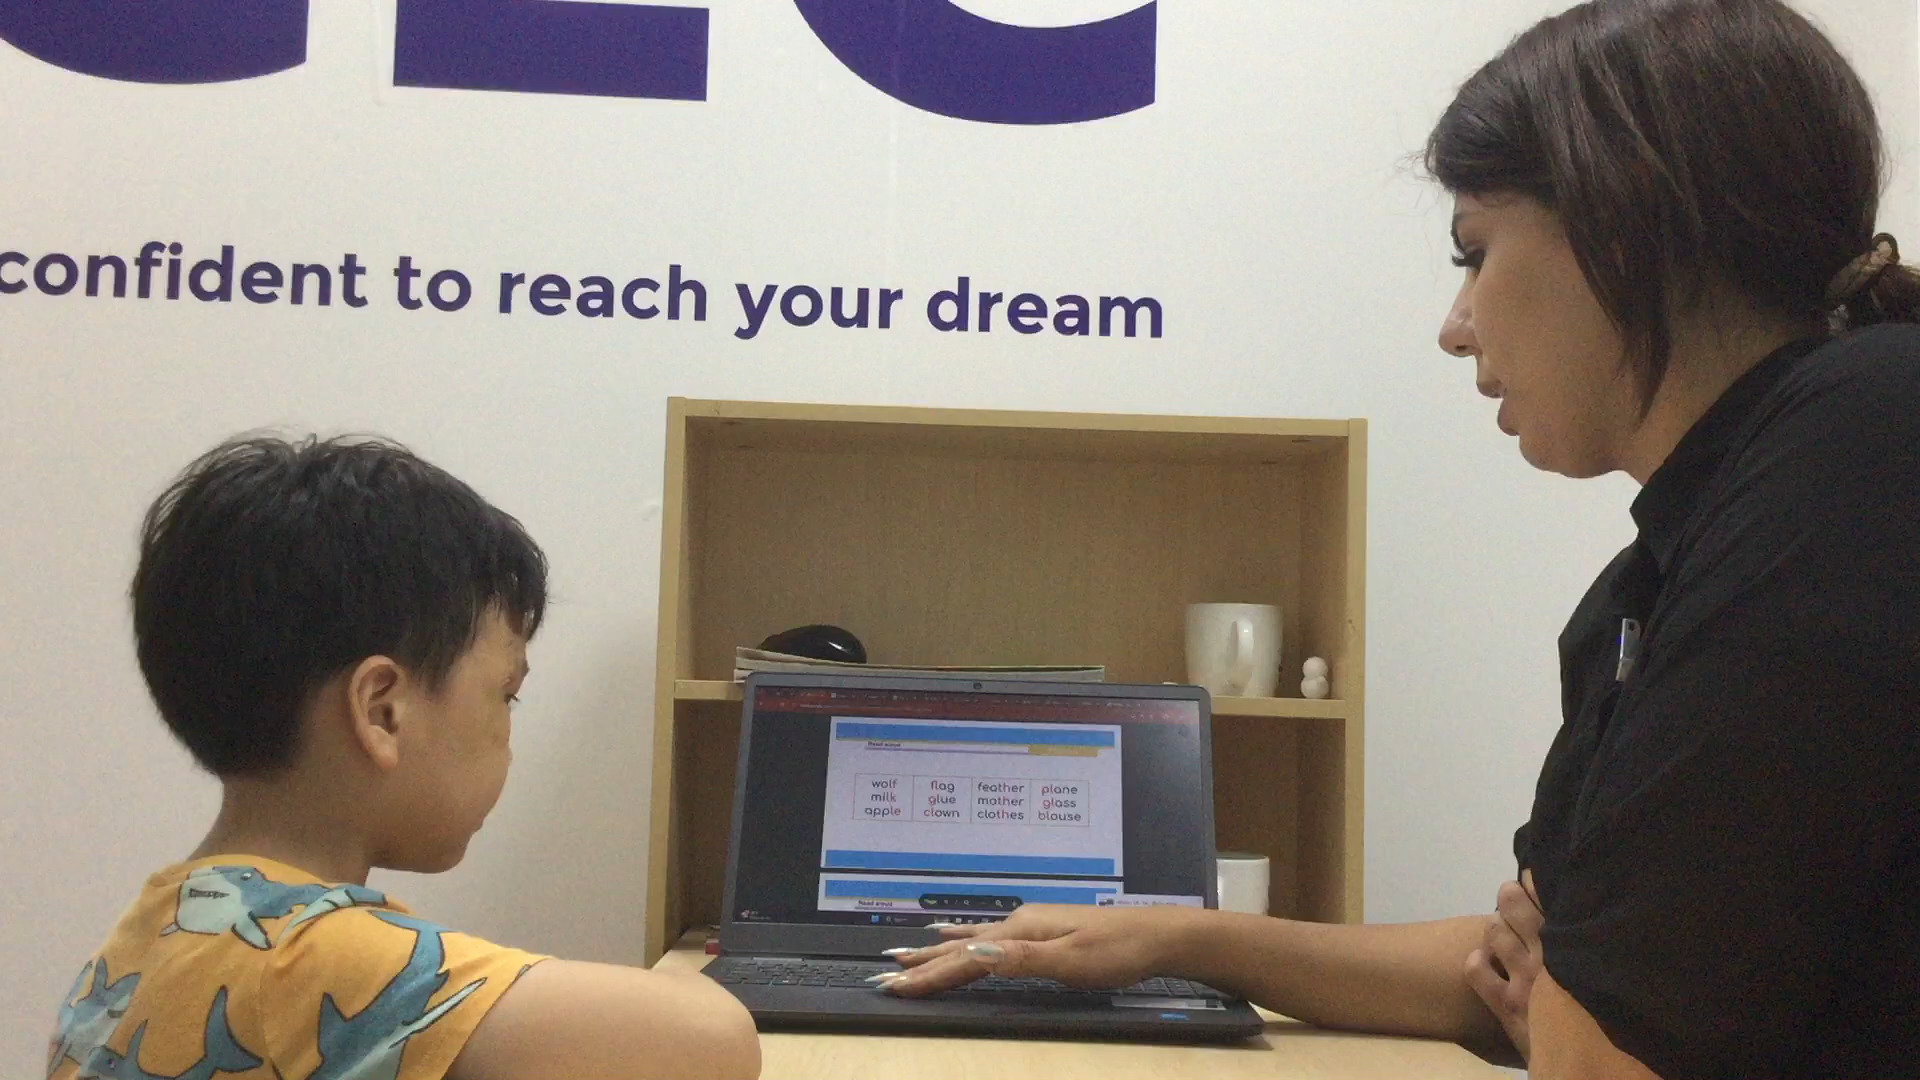 confident to reach your dream
Read aloud
wolf flag feather plane
milk glue mother glass
apple clown clothes blouse
Read aloud